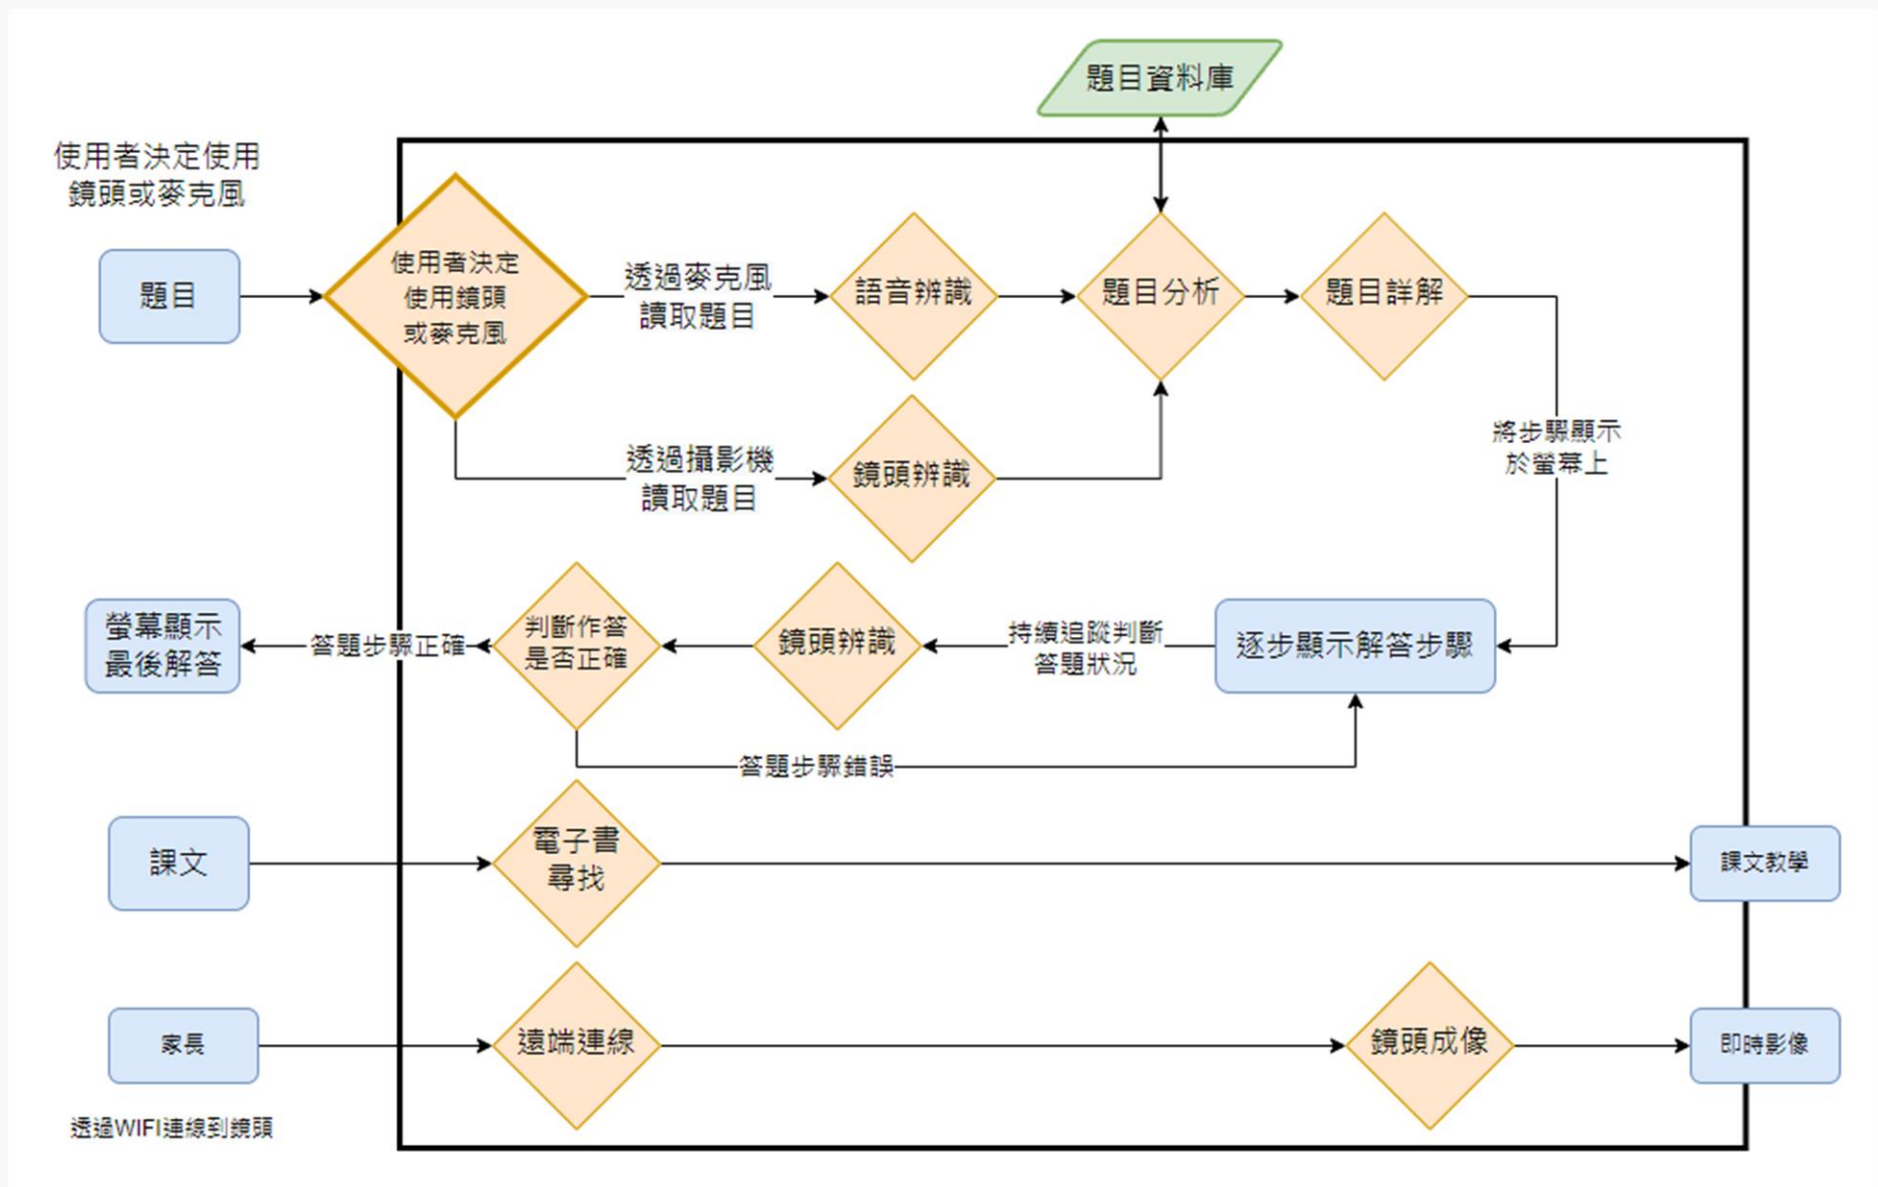 題目資料庫
使用者決定使用
鏡頭或麥克風
題目
使用者決定
使用鏡頭
或麥克風
透過麥克風
讀取題目
語音辨識
題目分析
題目詳解
透過攝影機
讀取題目
鏡頭辨識
將步驟顯示
於螢幕上
螢幕顯示
最後解答
答題步驟正確
判斷作答
是否正確
鏡頭辨識
持續追蹤判斷
答題狀況
逐步顯示解答步驟
答題步驟錯誤
課文
電子書
尋找
課文教學
家長
遠端連線
鏡頭成像
即時影像
透過WIFI連線到鏡頭